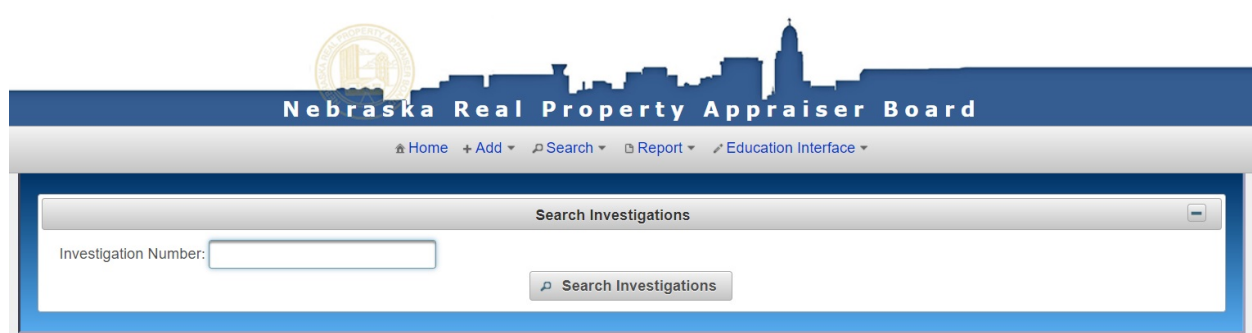 Nebraska Real Property Appraiser Board
Home Add Search Report Education Interface
Search Investigations
Investigation Number:
Search Investigations